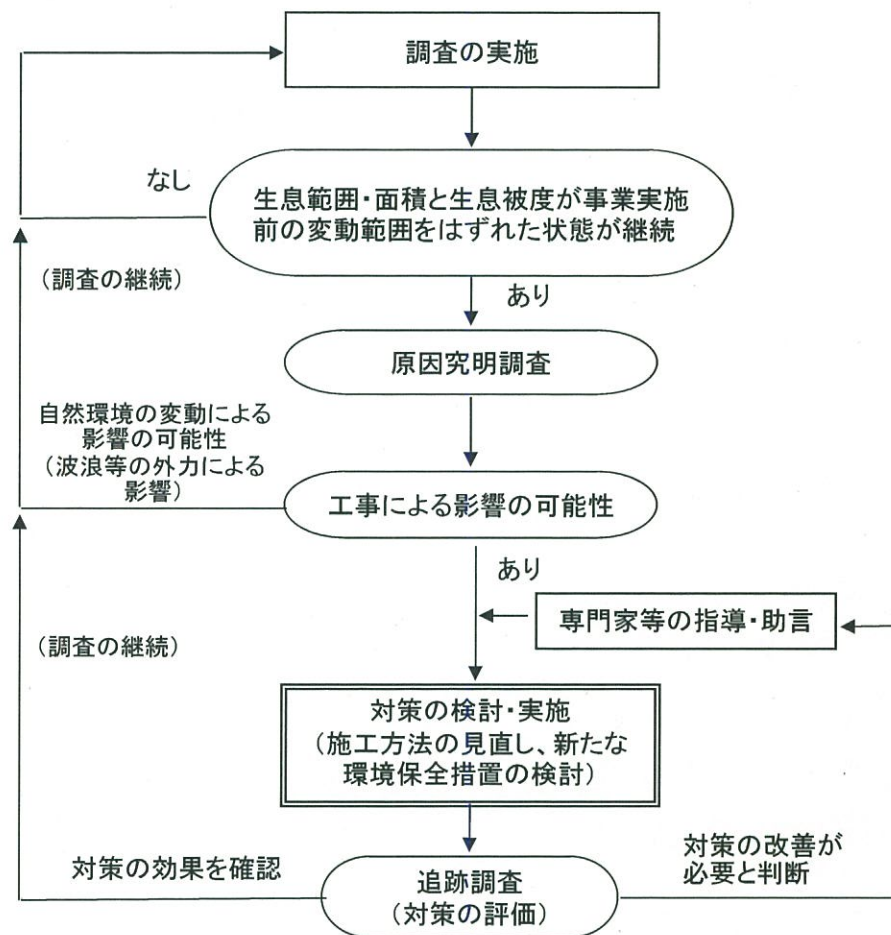 調査の実施
なし
生息範囲・面積と生息被度が事業実施
前の変動範囲をはずれた状態が継続
(調査の継続)
あり
原因究明調査
自然環境の変動による
影響の可能性
(波浪等の外力による
影響)
工事による影響の可能性
あり
専門家等の指導・助言
(調査の継続)
対策の検討・実施
(施工方法の見直し、新たな
環境保全措置の検討)
対策の効果を確認
追跡調査
(対策の評価)
対策の改善が
必要と判断